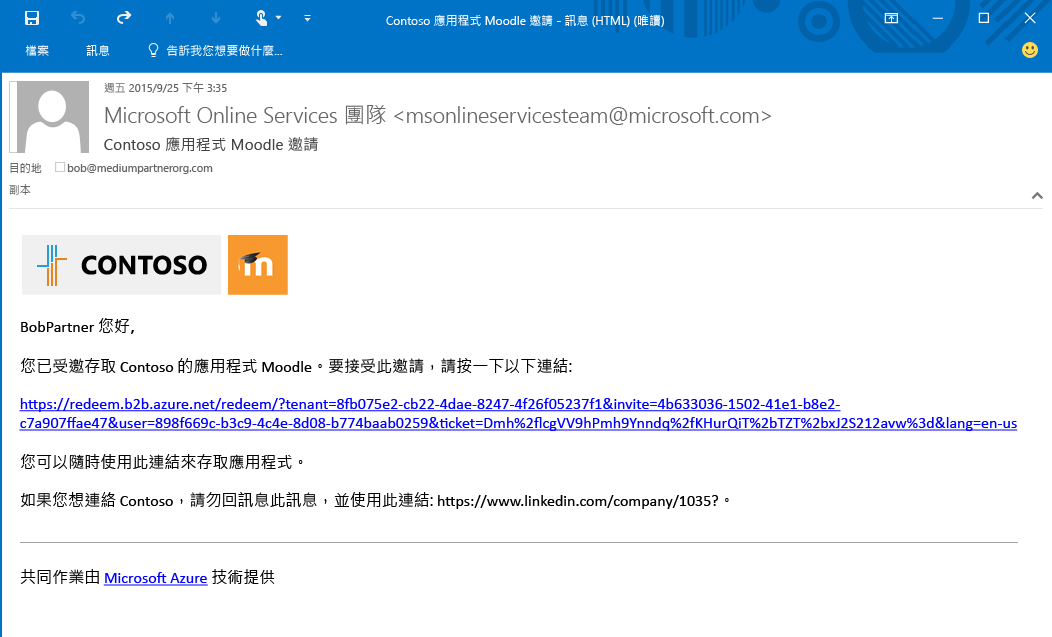 Contoso 應用程式 Moodle 邀請 - 訊息 (HTML) (唯讀)
檔案 訊息 告訴我您想要做什麼...
週五 2015/9/25 下午 3:35
Microsoft Online Services 團隊 <msonlineservicesteam@microsoft.com>
Contoso 應用程式 Moodle 邀請
目的地 bob@mediumpartnerorg.com
副本
CONTOSO m
BobPartner 您好,
您已受邀存取 Contoso 的應用程式 Moodle。要接受此邀請，請按一下以下連結:
https://redeem.b2b.azure.net/redeem/?tenant=8fb075e2-cb22-4dae-8247-4f26f05237f1&invite=4b633036-1502-41e1-b8e2-
c7a907ffae47&user=898f669c-b3c9-4c4e-8d08-b774baab0259&ticket=Dmh%2flcgVV9hPmh9Ynndq%2fKHurQiT%2bTZT%2bxJ2S212avw%3d&lang=en-us
您可以隨時使用此連結來存取應用程式。
如果您想連絡 Contoso，請勿回訊息此訊息，並使用此連結: https://www.linkedin.com/company/1035?。
共同作業由 Microsoft Azure 技術提供